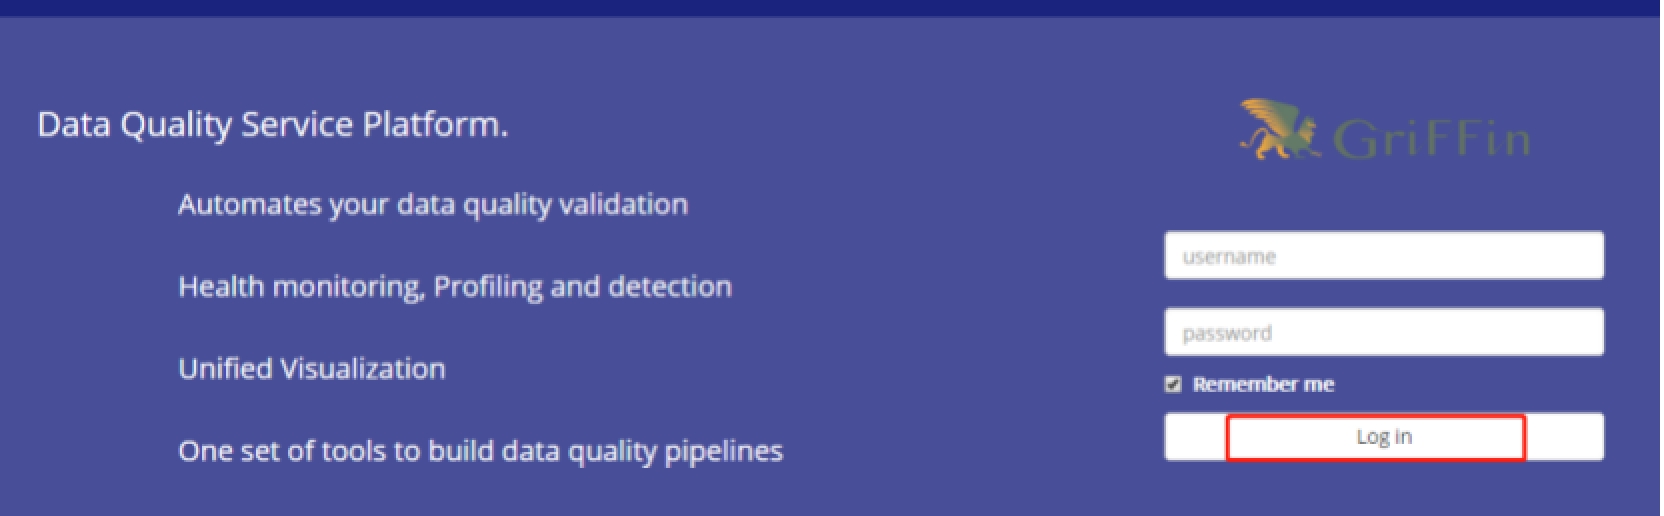 Data Quality Service Platform.
Automates your data quality validation
Health monitoring, Profiling and detection
Unified Visualization
One set of tools to build data quality pipelines
GriFFin
username
password
Remember me
Log in